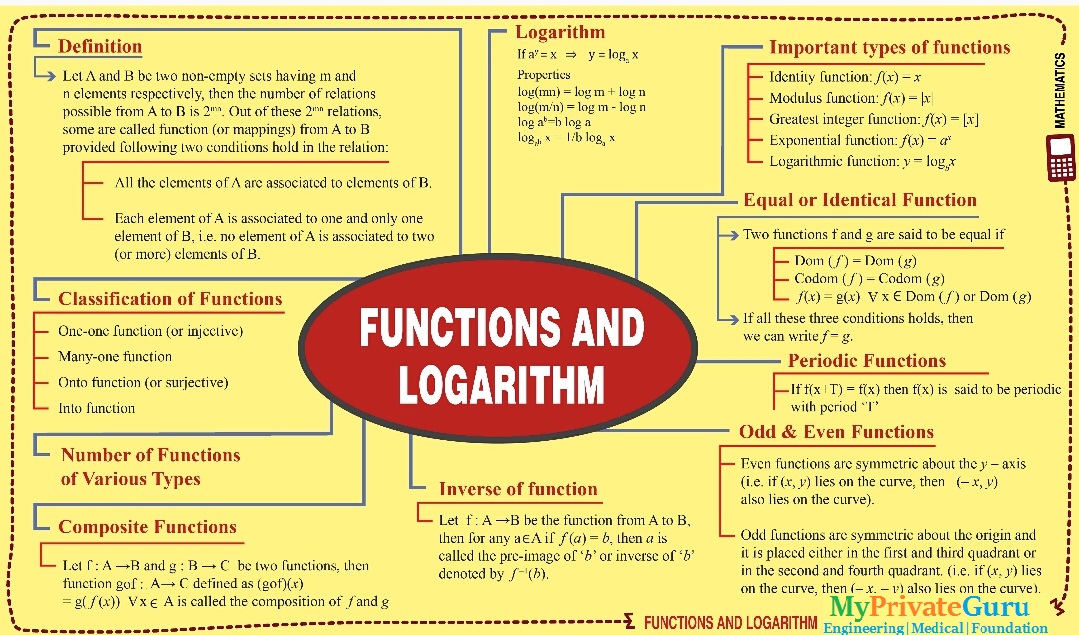 Definition
Let A and B be two non-empty sets having m and
n elements respectively, then the number of relations
possible from A to B is 2ᵐⁿ. Out of these 2ᵐⁿ relations,
some are called function (or mappings) from A to B
provided following two conditions hold in the relation:
All the elements of A are associated to elements of B.
Each element of A is associated to one and only one
element of B, i.e. no element of A is associated to two
(or more) elements of B.
Classification of Functions
One-one function (or injective)
Many-one function
Onto function (or surjective)
Into function
Number of Functions
of Various Types
Composite Functions
Let f : A →B and g : B → C be two functions, then
function gof : A→ C defined as (gof)(x)
= g( f(x)) ∀x ∈ A is called the composition of f and g
FUNCTIONS AND
LOGARITHM
Logarithm
If aʸ = x ⇒ y = logₐ x
Properties
log(mn) = log m + log n
log(m/n) = log m - log n
log aᵇ=b log a
x = 1/b logₐ x
Inverse of function
Let f : A →B be the function from A to B,
then for any a∈A if f(a) = b, then a is
called the pre-image of ‘b’ or inverse of ‘b’
denoted by f⁻¹(b).
Important types of functions
Identity function: f(x) = x
Modulus function: f(x) = |x|
Greatest integer function: f(x) = [x]
Exponential function: f(x) = aˣ
Logarithmic function: y = log x
Equal or Identical Function
Two functions f and g are said to be equal if
Dom (f) = Dom (g)
Codom (f) = Codom (g)
f(x) = g(x) ∀ x ∈ Dom (f) or Dom (g)
If all these three conditions holds, then
we can write f = g.
Periodic Functions
If f(x+T) = f(x) then f(x) is said to be periodic
with period ‘T’
Odd & Even Functions
Even functions are symmetric about the y – axis
(i.e. if (x, y) lies on the curve, then (– x, y)
also lies on the curve).
Odd functions are symmetric about the origin and
it is placed either in the first and third quadrant or
in the second and fourth quadrant. (i.e. if (x, y) lies
on the curve, then (– x, – y) also lies on the curve.)
MATHEMATICS
Σ FUNCTIONS AND LOGARITHM
MyPrivateGuru
Engineering|Medical|Foundation